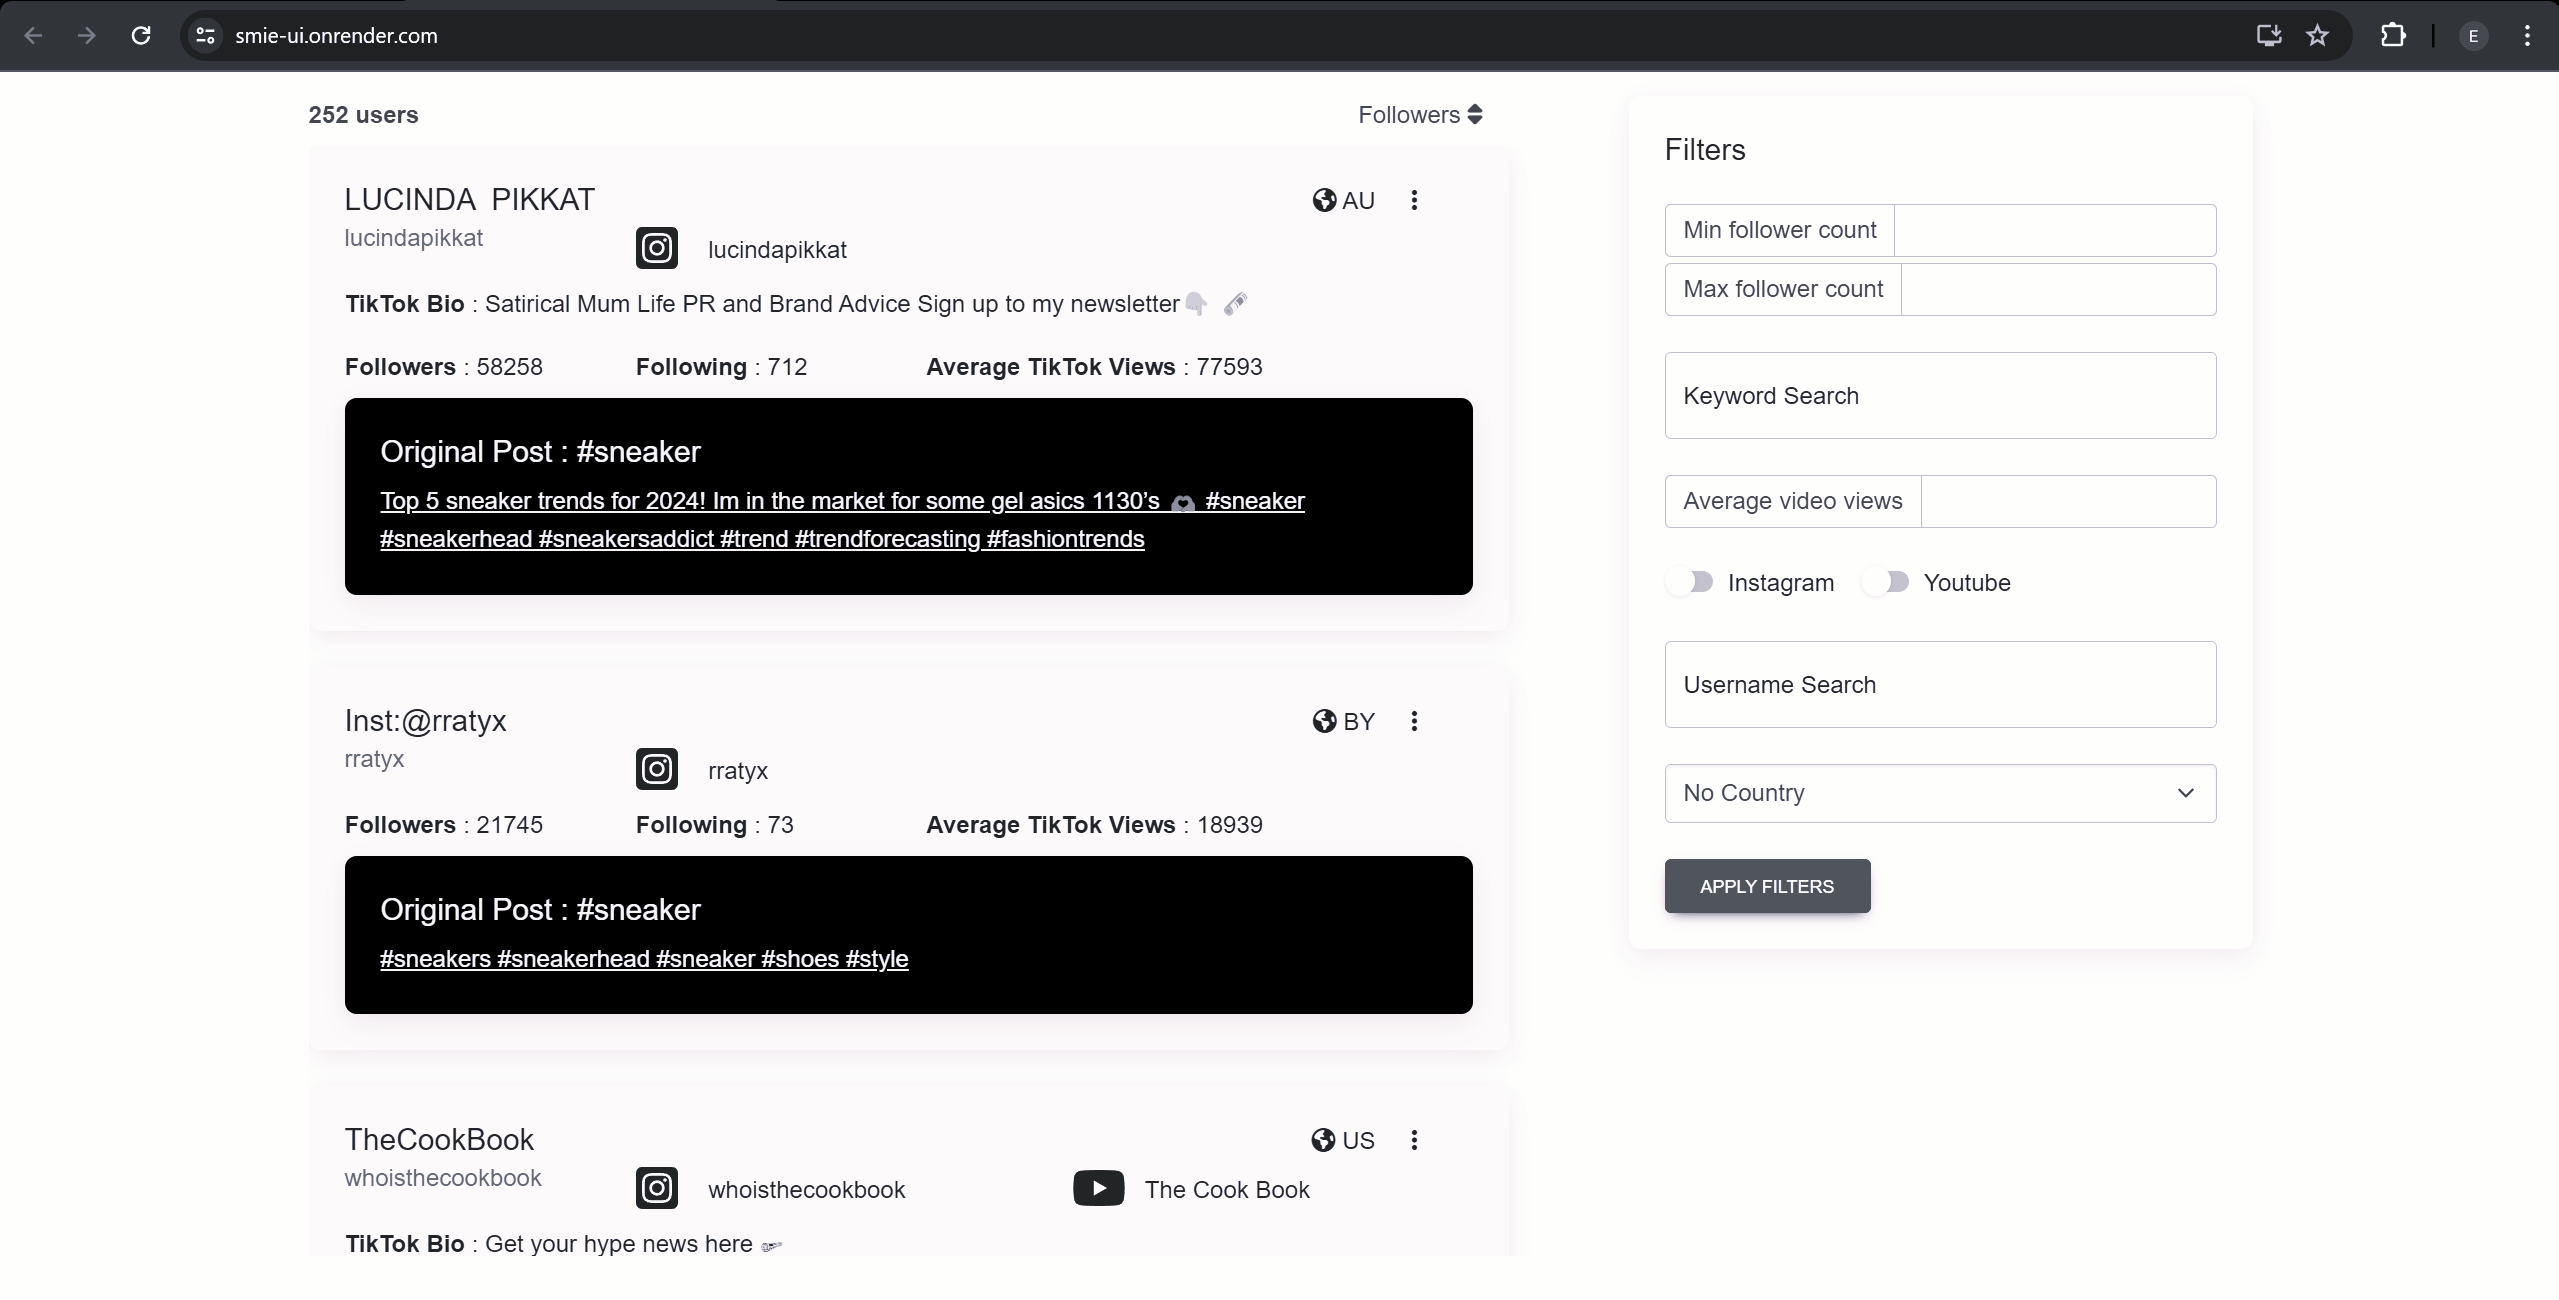 smie-ui.onrender.com
E
252 users
Followers
LUCINDA PIKKAT
AU
lucindapikkat
lucindapikkat
TikTok Bio : Satirical Mum Life PR and Brand Advice Sign up to my newsletter👇 🗞️
Followers : 58258
Following : 712
Average TikTok Views : 77593
Original Post : #sneaker
Top 5 sneaker trends for 2024! Im in the market for some gel asics 1130’s 🫶 #sneaker
#sneakerhead #sneakersaddict #trend #trendforecasting #fashiontrends
Inst:@rratyx
BY
rratyx
rratyx
Followers : 21745
Following : 73
Average TikTok Views : 18939
Original Post : #sneaker
#sneakers #sneakerhead #sneaker #shoes #style
TheCookBook
US
whoisthecookbook
whoisthecookbook
The Cook Book
TikTok Bio : Get your hype news here
Filters
Min follower count
Max follower count
Keyword Search
Average video views
Instagram
Youtube
Username Search
No Country
APPLY FILTERS